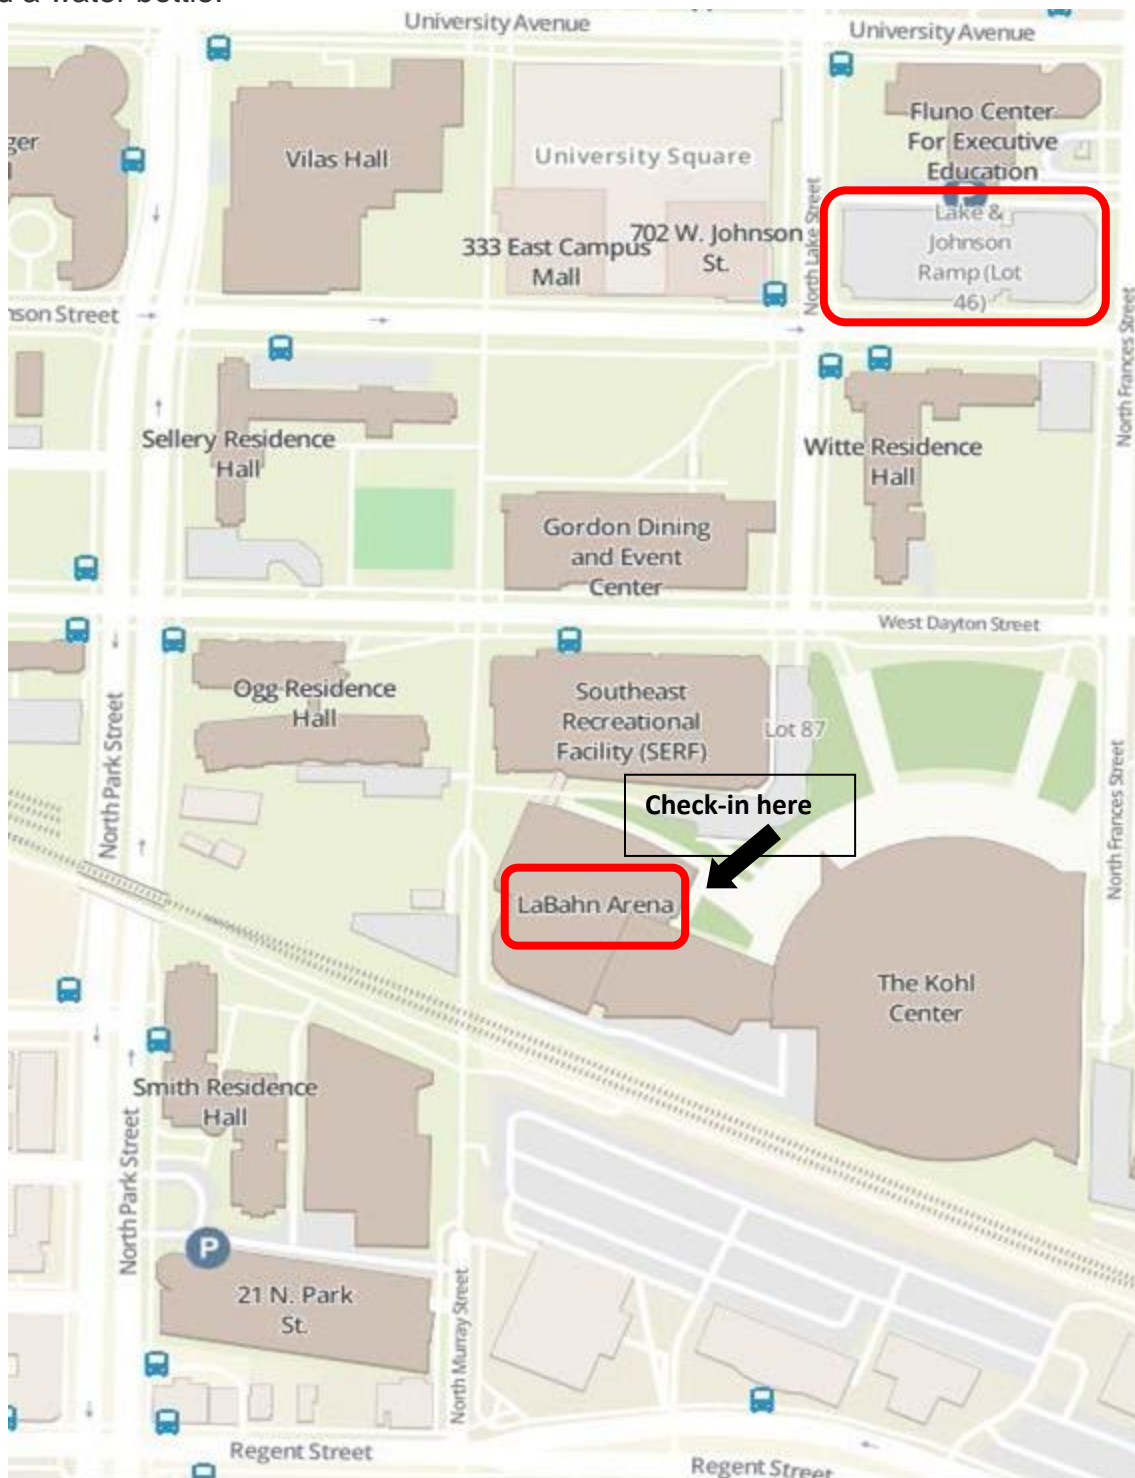 a water bottle.
University Avenue
University Avenue
Fluno Center
For Executive
Education
Vilas Hall
University Square
333 East Campus
Mall
702 W. Johnson
St.
North Lake Street
Lake &
Johnson
Ramp (Lot
46)
North Frances Street
Sellery Residence
Hall
Witte Residence
Hall
Gordon Dining
and Event
Center
West Dayton Street
Ogg Residence
Hall
Southeast
Recreational
Facility (SERF)
Lot 87
North Park Street
Check-in here
North Frances Street
LaBahn Arena
The Kohl
Center
Smith Residence
Hall
North Park Street
P
21 N. Park
St.
North Murray Street
Regent Street
Regent Street